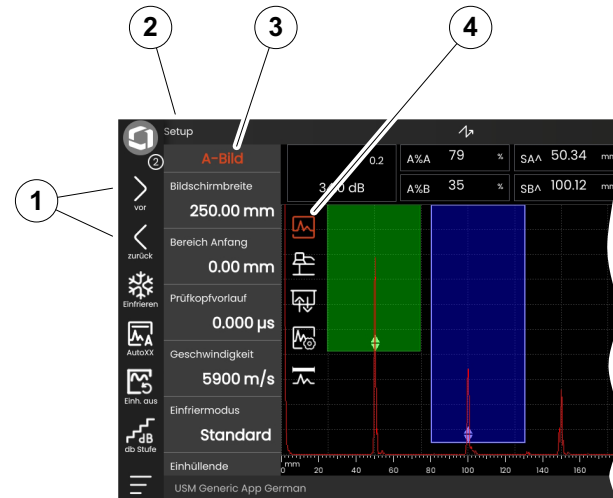 2
3
4
1
Setup
2
A-Bild
0.2
A%A 79 %
SA^ 50.34 mm
dB
A%B 35 %
SB^ 100.12 mm
vor
zurück
Einfrieren
AutoXX
Einh. aus
db Stufe
dB
Bildschirmbreite
250.00 mm
Bereich Anfang
0.00 mm
Prüfkopfvorlauf
0.000 µs
Geschwindigkeit
5900 m/s
Einfriermodus
Standard
Einhüllende
mm 20 40 60 80 100 120 140 160
USM Generic App German